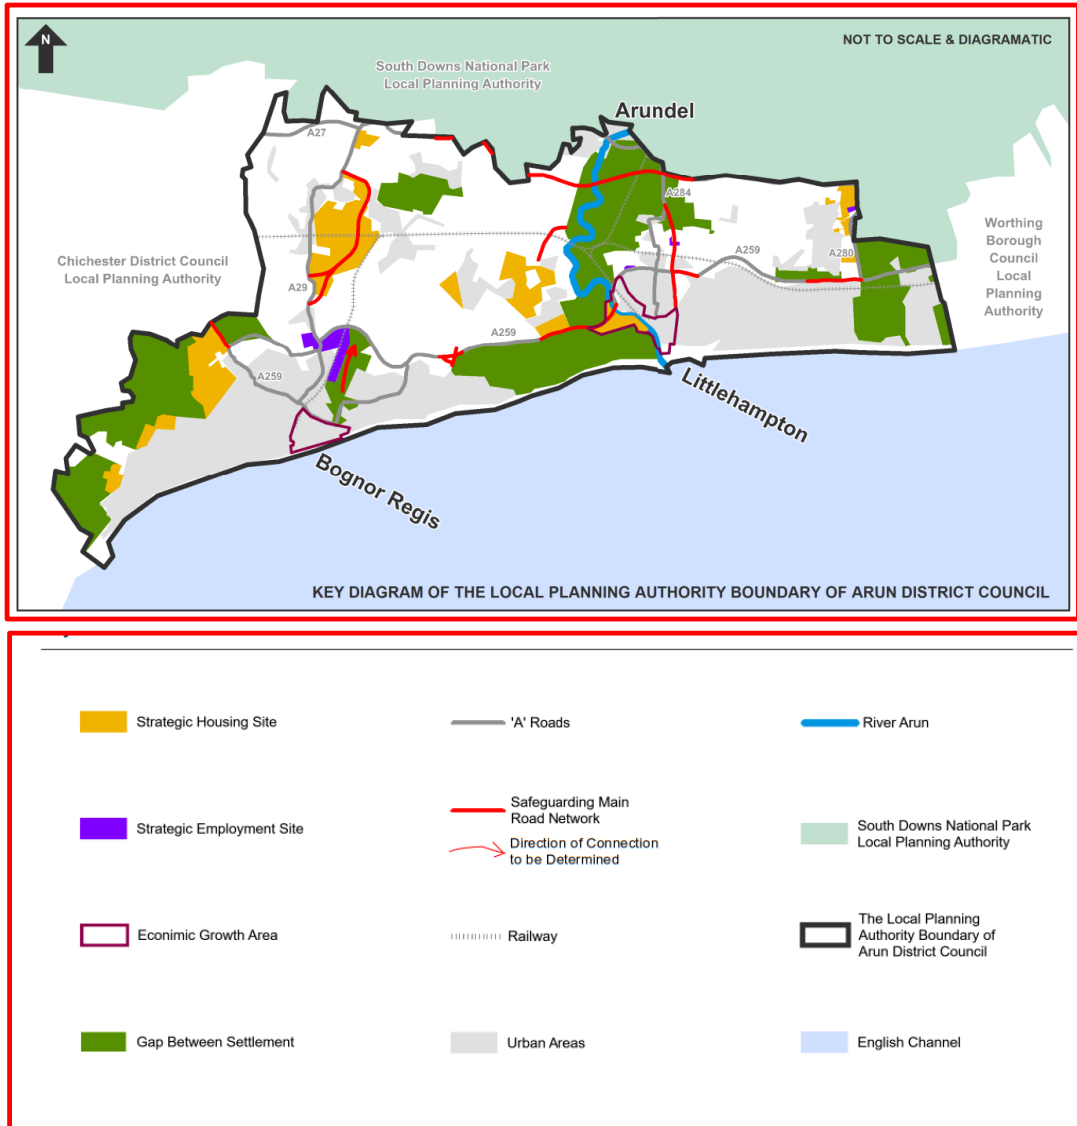 N
NOT TO SCALE & DIAGRAMATIC
South Downs National Park
Local Planning Authority
Arundel
A27
A284
Worthing
Borough
Council
Local
Planning
Authority
Chichester District Council
Local Planning Authority
A259
A280
A29
A259
A259
Littlehampton
Bognor Regis
KEY DIAGRAM OF THE LOCAL PLANNING AUTHORITY BOUNDARY OF ARUN DISTRICT COUNCIL
Strategic Housing Site
'A' Roads
River Arun
Strategic Employment Site
Safeguarding Main
Road Network
Direction of Connection
to be Determined
South Downs National Park
Local Planning Authority
Econimic Growth Area
Railway
The Local Planning
Authority Boundary of
Arun District Council
Gap Between Settlement
Urban Areas
English Channel